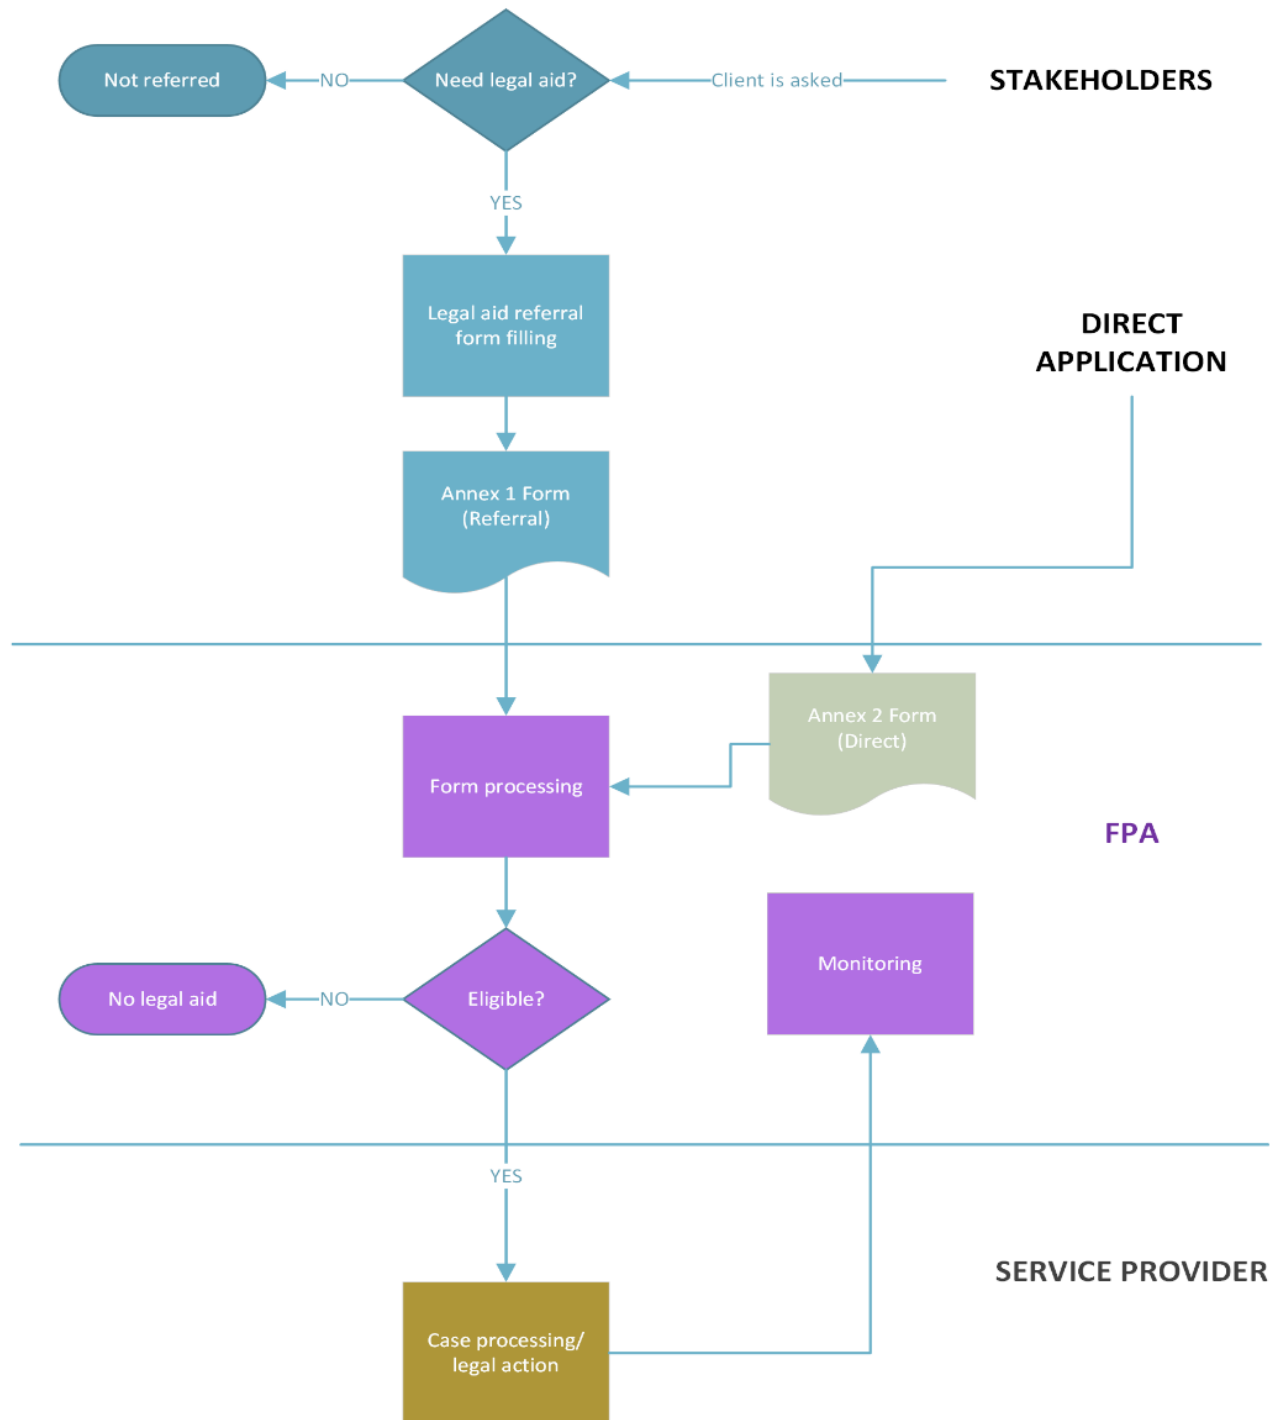 Not referred
NO
Need legal aid?
Client is asked
STAKEHOLDERS
YES
Legal aid referral
form filling
DIRECT
APPLICATION
Annex 1 Form
(Referral)
Annex 2 Form
(Direct)
Form processing
FPA
Monitoring
No legal aid
NO
Eligible?
YES
SERVICE PROVIDER
Case processing/
legal action